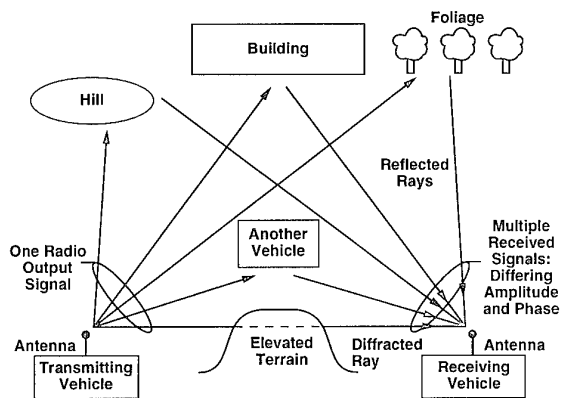 Foliage
Building
Hill
Reflected
Rays
Another
Vehicle
One Radio
Output
Signal
Multiple
Received
Signals:
Differing
Amplitude
and Phase
Antenna
Elevated
Terrain
Diffracted
Ray
Antenna
Transmitting
Vehicle
Receiving
Vehicle